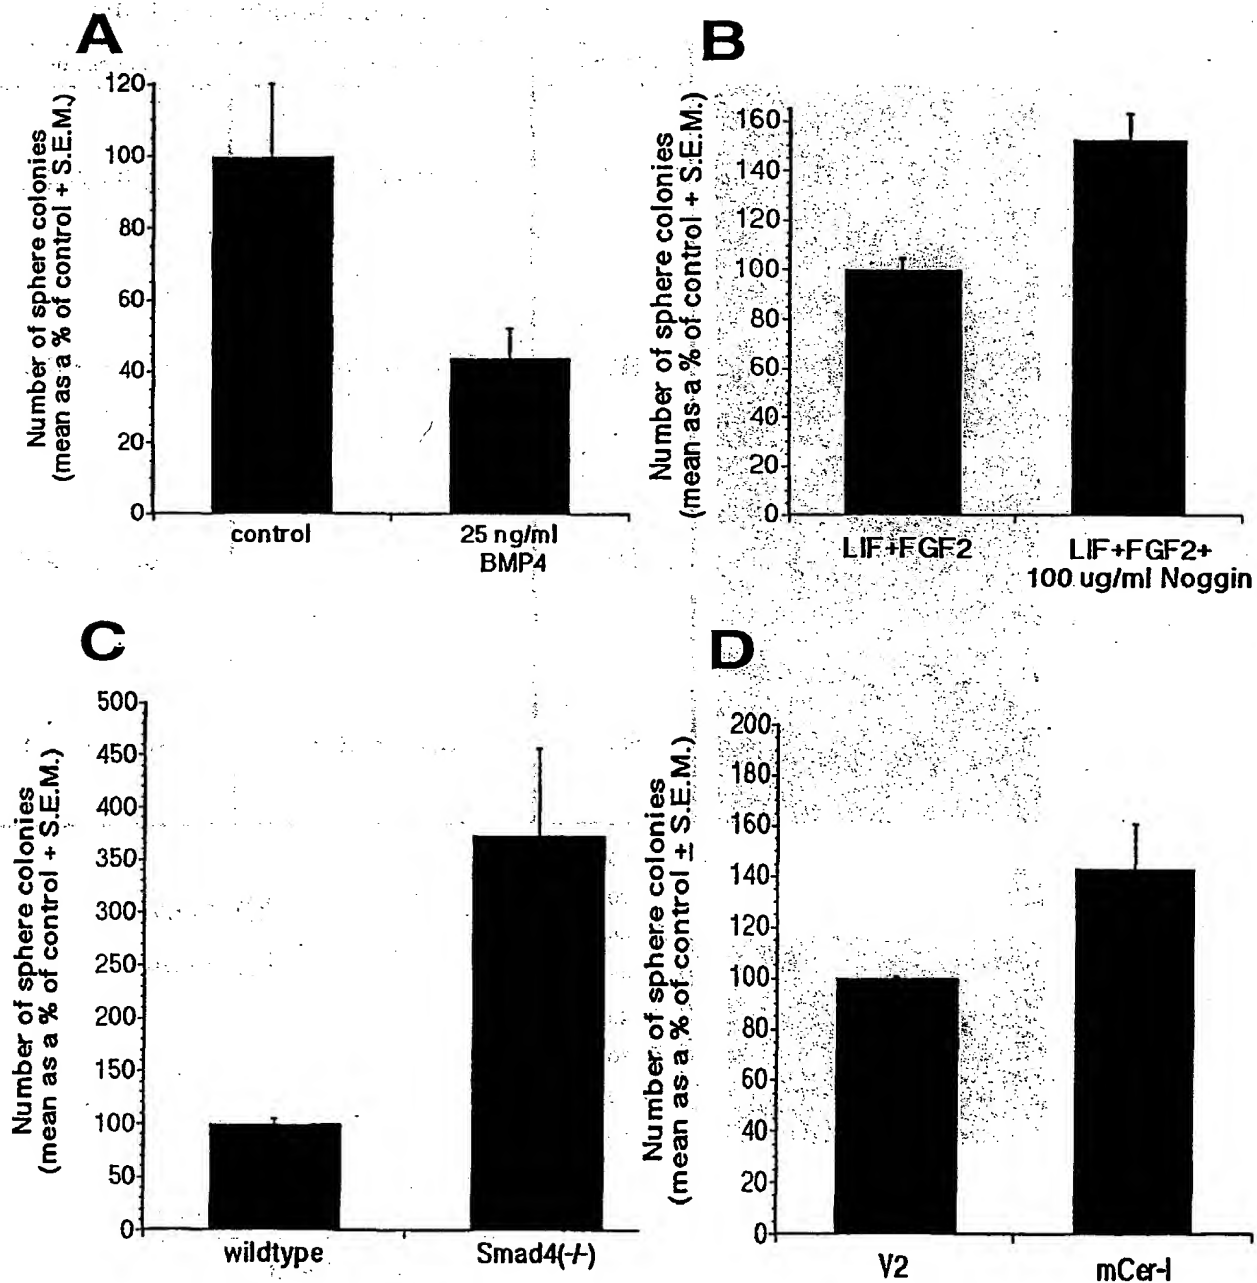 A
Number of sphere colonies
(mean as a % of control + S.E.M.)
120
100
80
60
40
20
0
control
25 ng/ml
BMP4
B
Number of sphere colonies
(mean as a % of control + S.E.M.)
160
140
120
100
80
60
40
20
0
LIF+FGF2
LIF+FGF2+
100 ug/ml Noggin
C
Number of sphere colonies
(mean as a % of control + S.E.M.)
500
450
400
350
300
250
200
150
100
50
0
wildtype
Smad4(-/-)
D
Number of sphere colonies
(mean as a % of control ± S.E.M.)
200
180
160
140
120
100
80
60
40
20
0
V2
mCer-l